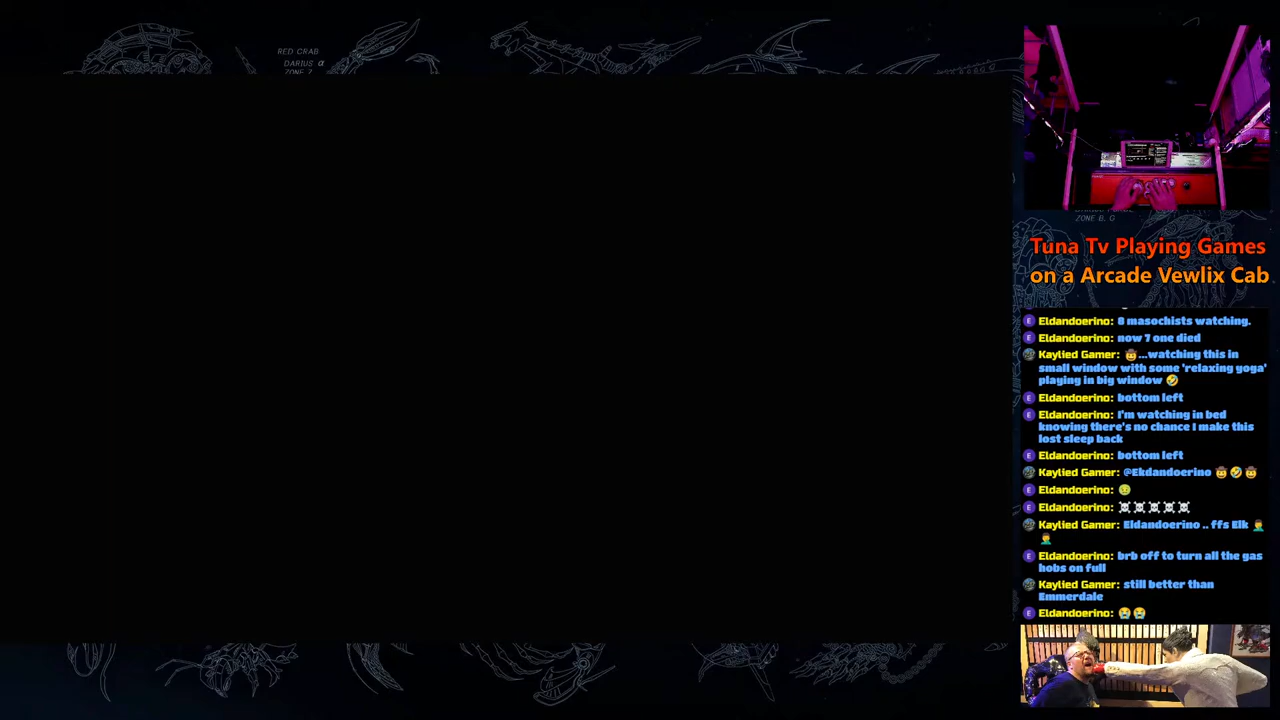 RED CRAB
DARIUS α
ZONE Z
ZONE B. G
Tuna Tv Playing Games
on a Arcade Vewlix Cab
Eldandoerino: 8 masochists watching.
Eldandoerino: now 7 one died
Kaylied Gamer: 🤠...watching this in
small window with some 'relaxing yoga'
playing in big window 🤣
Eldandoerino: bottom left
Eldandoerino: I'm watching in bed
knowing there's no chance I make this
lost sleep back
Eldandoerino: bottom left
Kaylied Gamer: @Ekdandoerino 🤠🤣🤠
Eldandoerino: 🤢
Eldandoerino: ☠☠☠☠☠
Kaylied Gamer: Eldandoerino .. ffs Elk 🤦‍♂️
🤦‍♂️
Eldandoerino: brb off to turn all the gas
hobs on full
Kaylied Gamer: still better than
Emmerdale
Eldandoerino: 😭😭